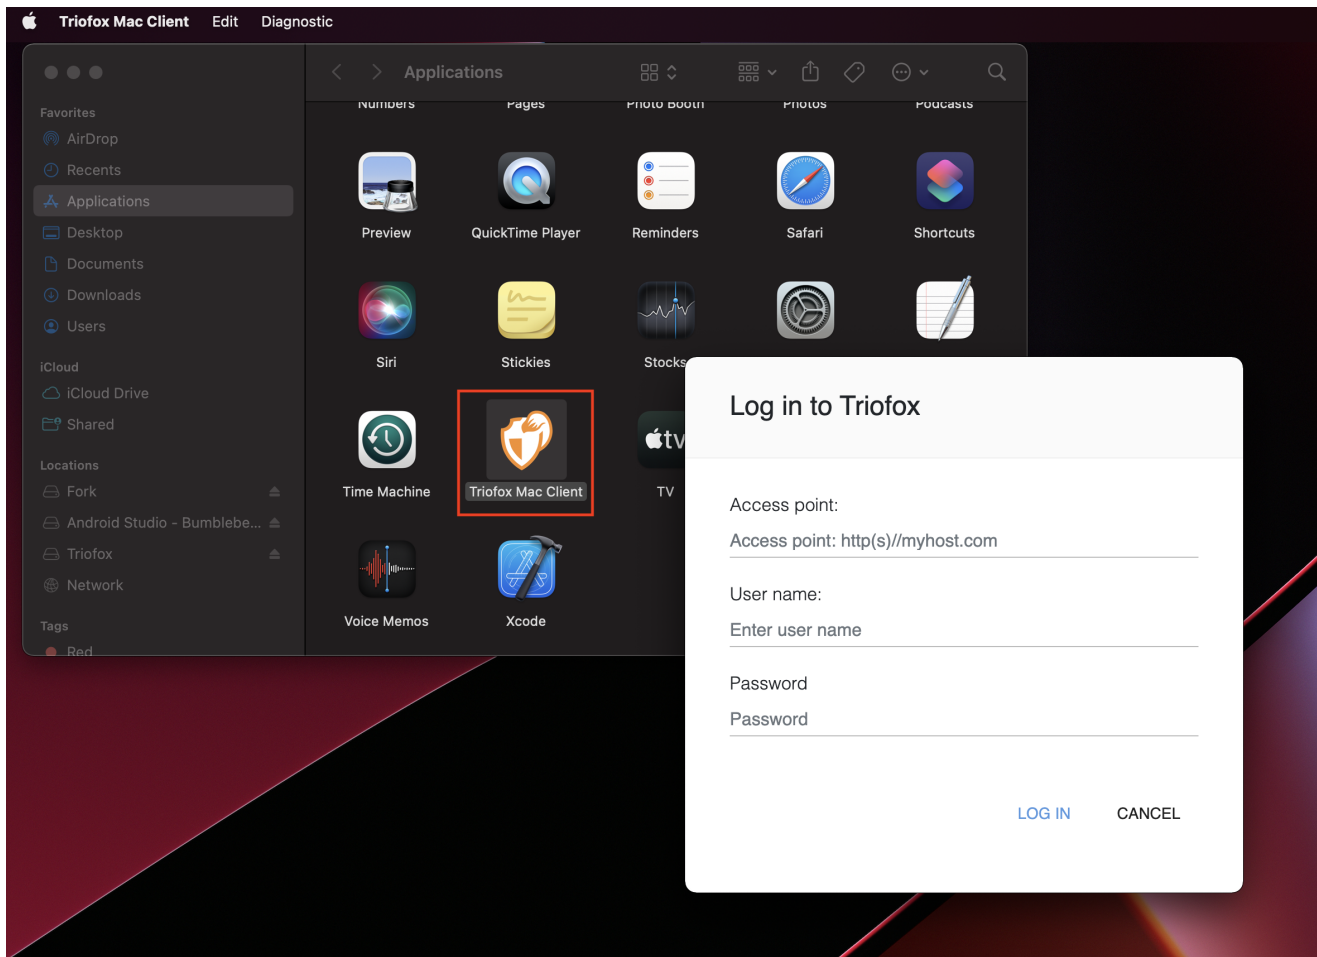 Triofox Mac Client Edit Diagnostic
Applications
Favorites
AirDrop
Recents
Applications
Desktop
Documents
Downloads
Users
iCloud
iCloud Drive
Shared
Locations
Fork
Android Studio - Bumblebe...
Triofox
Network
Tags
Red
Numbers Pages Photo Booth Photos Podcasts
Preview QuickTime Player Reminders Safari Shortcuts
Siri Stickies Stocks
tv
Time Machine Triofox Mac Client TV
Voice Memos Xcode
Log in to Triofox
Access point:
Access point: http(s)//myhost.com
User name:
Enter user name
Password
Password
LOG IN CANCEL